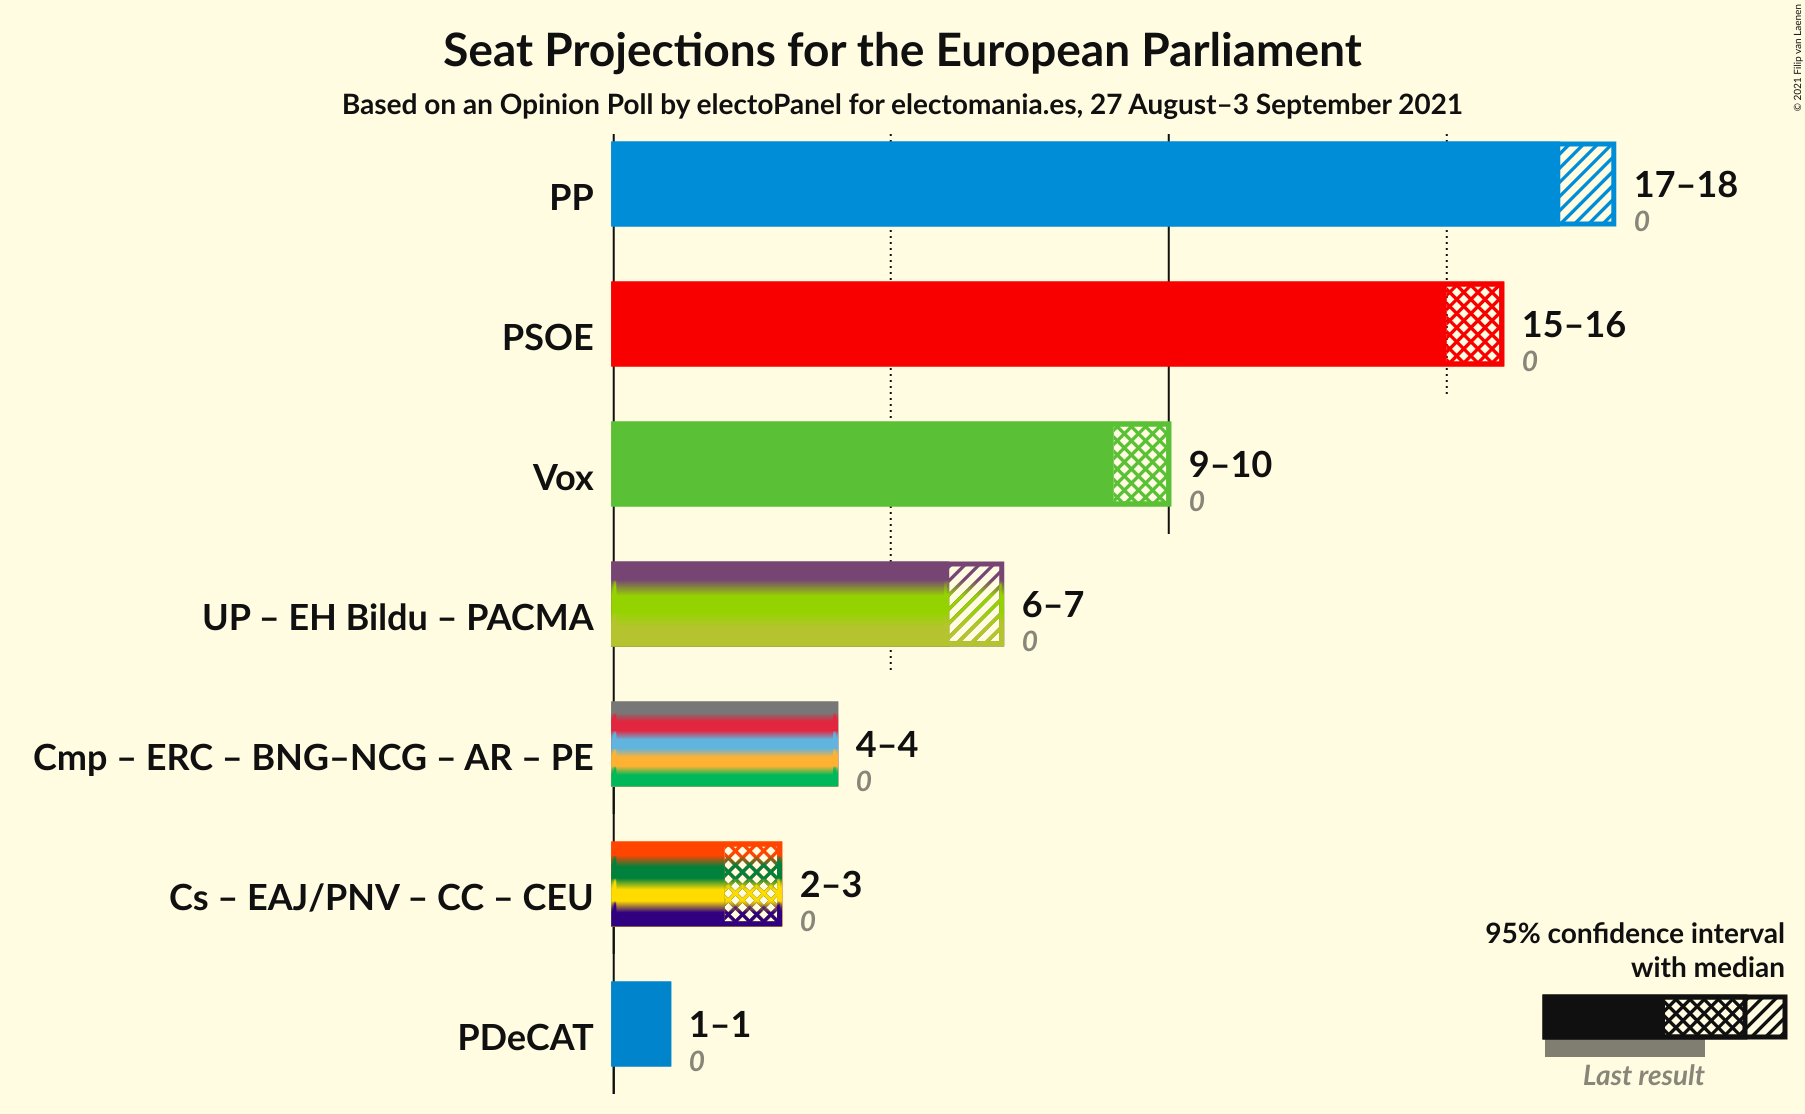 Seat Projections for the European Parliament
Based on an Opinion Poll by electoPanel for electomania.es, 27 August–3 September 2021
© 2021 Filip van Laenen
PP
17–18
0
PSOE
15–16
0
Vox
9–10
0
UP – EH Bildu – PACMA
6–7
0
Cmp – ERC – BNG–NCG – AR – PE
4–4
0
Cs – EAJ/PNV – CC – CEU
2–3
0
PDeCAT
1–1
0
95% confidence interval
with median
Last result